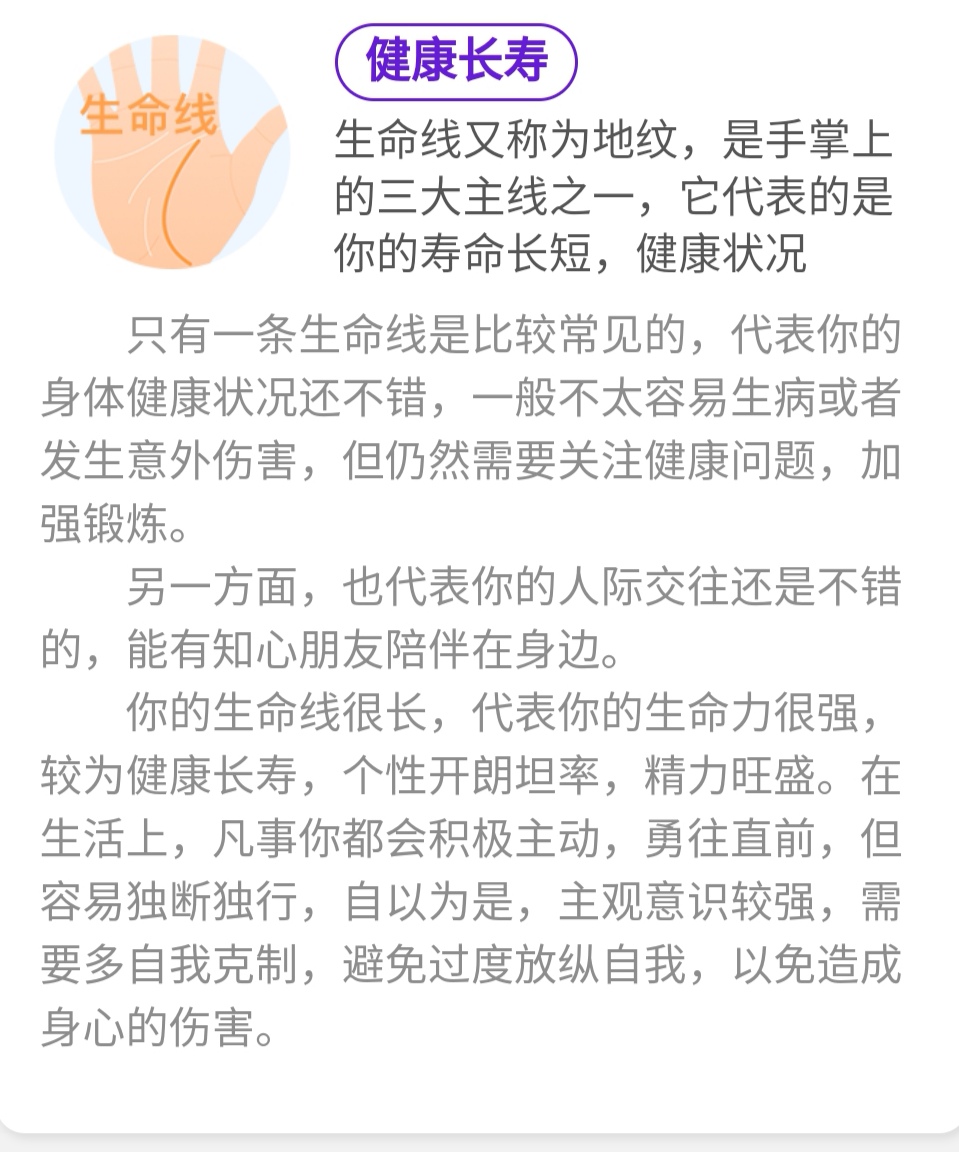 生命线
健康长寿
生命线又称为地纹，是手掌上
的三大主线之一，它代表的是
你的寿命长短，健康状况
只有一条生命线是比较常见的，代表你的
身体健康状况还不错，一般不太容易生病或者
发生意外伤害，但仍然需要关注健康问题，加
强锻炼。
另一方面，也代表你的人际交往还是不错
的，能有知心朋友陪伴在身边。
你的生命线很长，代表你的生命力很强，
较为健康长寿，个性开朗坦率，精力旺盛。在
生活上，凡事你都会积极主动，勇往直前，但
容易独断独行，自以为是，主观意识较强，需
要多自我克制，避免过度放纵自我，以免造成
身心的伤害。